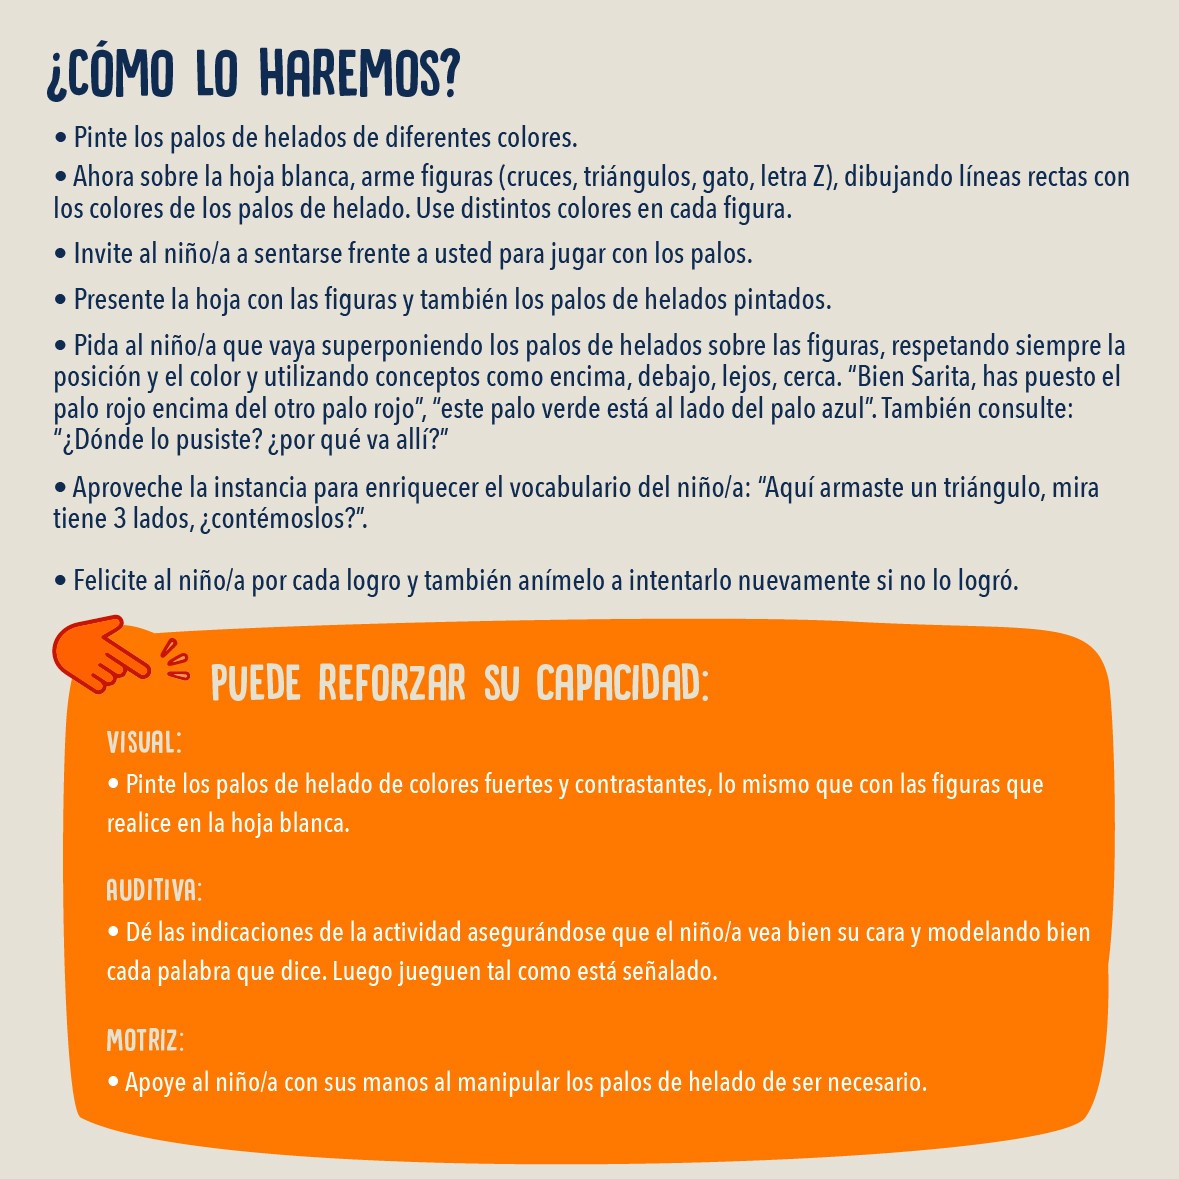 ¿CÓMO LO HAREMOS?
• Pinte los palos de helados de diferentes colores.
• Ahora sobre la hoja blanca, arme figuras (cruces, triángulos, gato, letra Z), dibujando líneas rectas con
los colores de los palos de helado. Use distintos colores en cada figura.
• Invite al niño/a a sentarse frente a usted para jugar con los palos.
• Presente la hoja con las figuras y también los palos de helados pintados.
• Pida al niño/a que vaya superponiendo los palos de helados sobre las figuras, respetando siempre la
posición y el color y utilizando conceptos como encima, debajo, lejos, cerca. “Bien Sarita, has puesto el
palo rojo encima del otro palo rojo”, “este palo verde está al lado del palo azul”. También consulte:
“¿Dónde lo pusiste? ¿por qué va allí?”
• Aproveche la instancia para enriquecer el vocabulario del niño/a: “Aquí armaste un triángulo, mira
tiene 3 lados, ¿contémoslos?”.
• Felicite al niño/a por cada logro y también anímelo a intentarlo nuevamente si no lo logró.
PUEDE REFORZAR SU CAPACIDAD:
VISUAL:
• Pinte los palos de helado de colores fuertes y contrastantes, lo mismo que con las figuras que
realice en la hoja blanca.
AUDITIVA:
• Dé las indicaciones de la actividad asegurándose que el niño/a vea bien su cara y modelando bien
cada palabra que dice. Luego jueguen tal como está señalado.
MOTRIZ:
• Apoye al niño/a con sus manos al manipular los palos de helado de ser necesario.